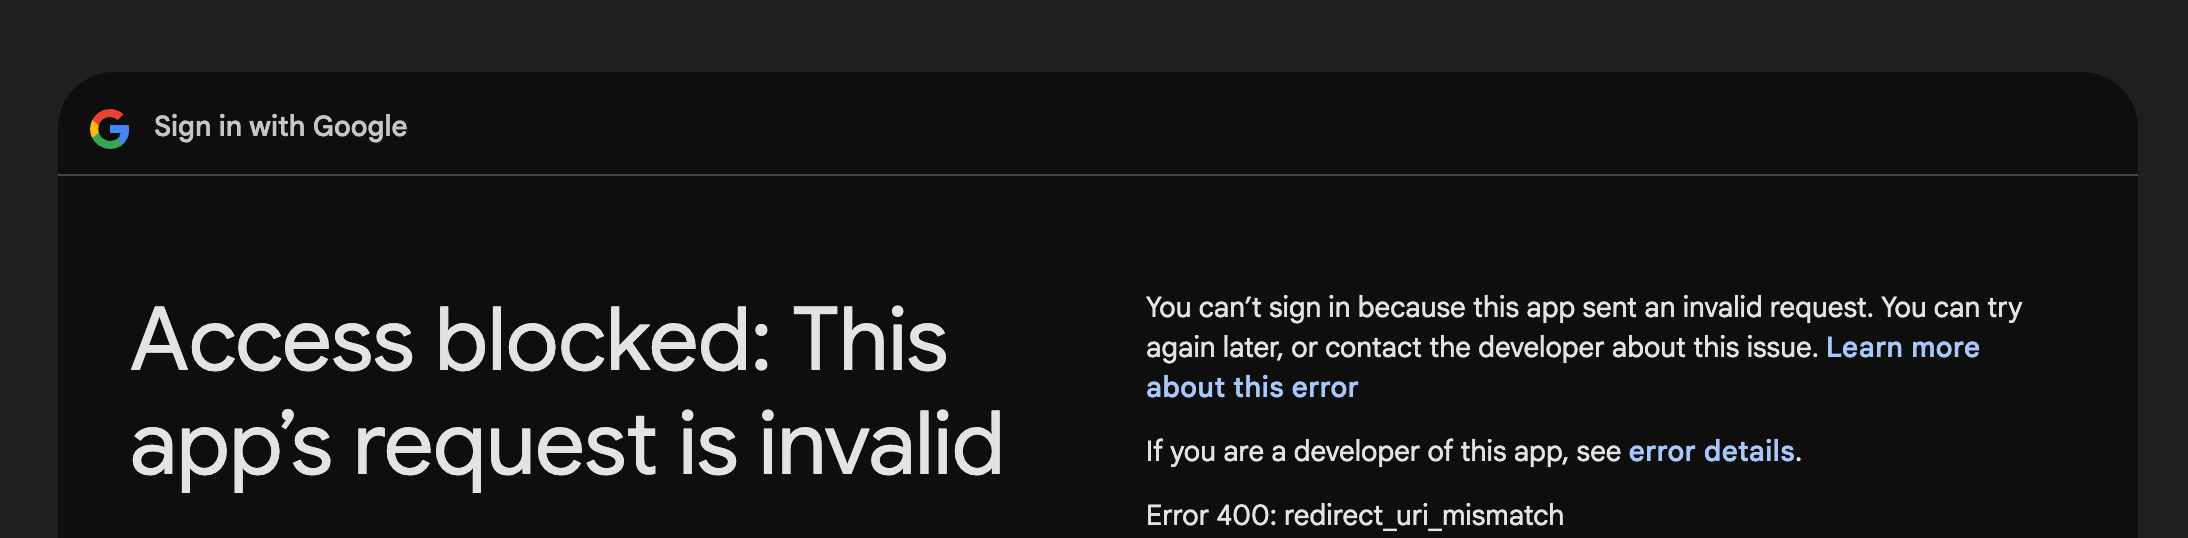 Sign in with Google
Access blocked: This
app’s request is invalid
You can’t sign in because this app sent an invalid request. You can try
again later, or contact the developer about this issue. Learn more
about this error
If you are a developer of this app, see error details.
Error 400: redirect_uri_mismatch